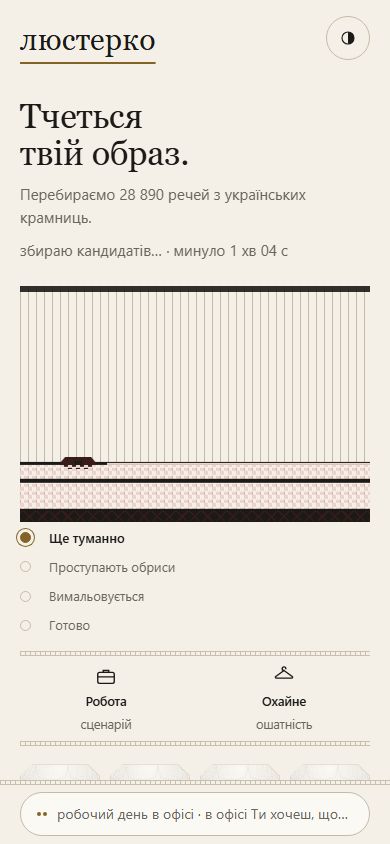 люстерко
Тчеться
твій образ.
Перебираємо 28 890 речей з українських
крамниць.
збираю кандидатів... · минуло 1 хв 04 с
Ще туманно
Проступають обриси
Вимальовується
Готово
Робота
сценарій
Охайне
ошатність
робочий день в офісі · в офісі Ти хочеш, що...